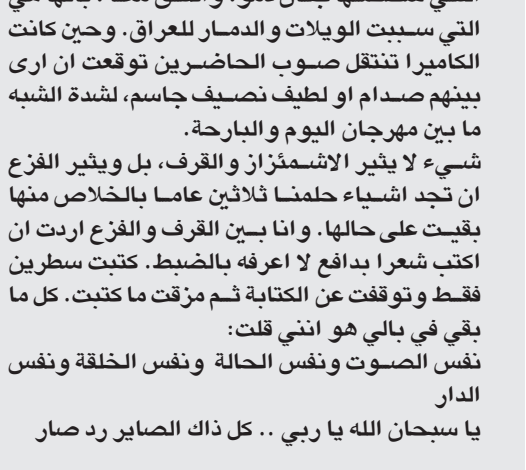 التي سببت الويلات والدمار للعراق. وحين كانت
الكاميرا تنتقل صوب الحاضرين توقعت ان ارى
بينهم صدام او لطيف نصيف جاسم، لشدة الشبه
ما بين مهرجان اليوم والبارحة.
شيء لا يثير الاشمئزاز والقرف، بل ويثير الفزع
ان تجد اشياء حلمنا ثلاثين عاما بالخلاص منها
بقيت على حالها. وانا بين القرف والفزع اردت ان
اكتب شعرا بدافع لا اعرفه بالضبط. كتبت سطرين
فقط وتوقفت عن الكتابة ثم مزقت ما كتبت. كل ما
بقي في بالي هو انني قلت:
نفس الصوت ونفس الحالة ونفس الخلقة ونفس
الدار
يا سبحان الله يا ربي .. كل ذاك الصاير رد صار